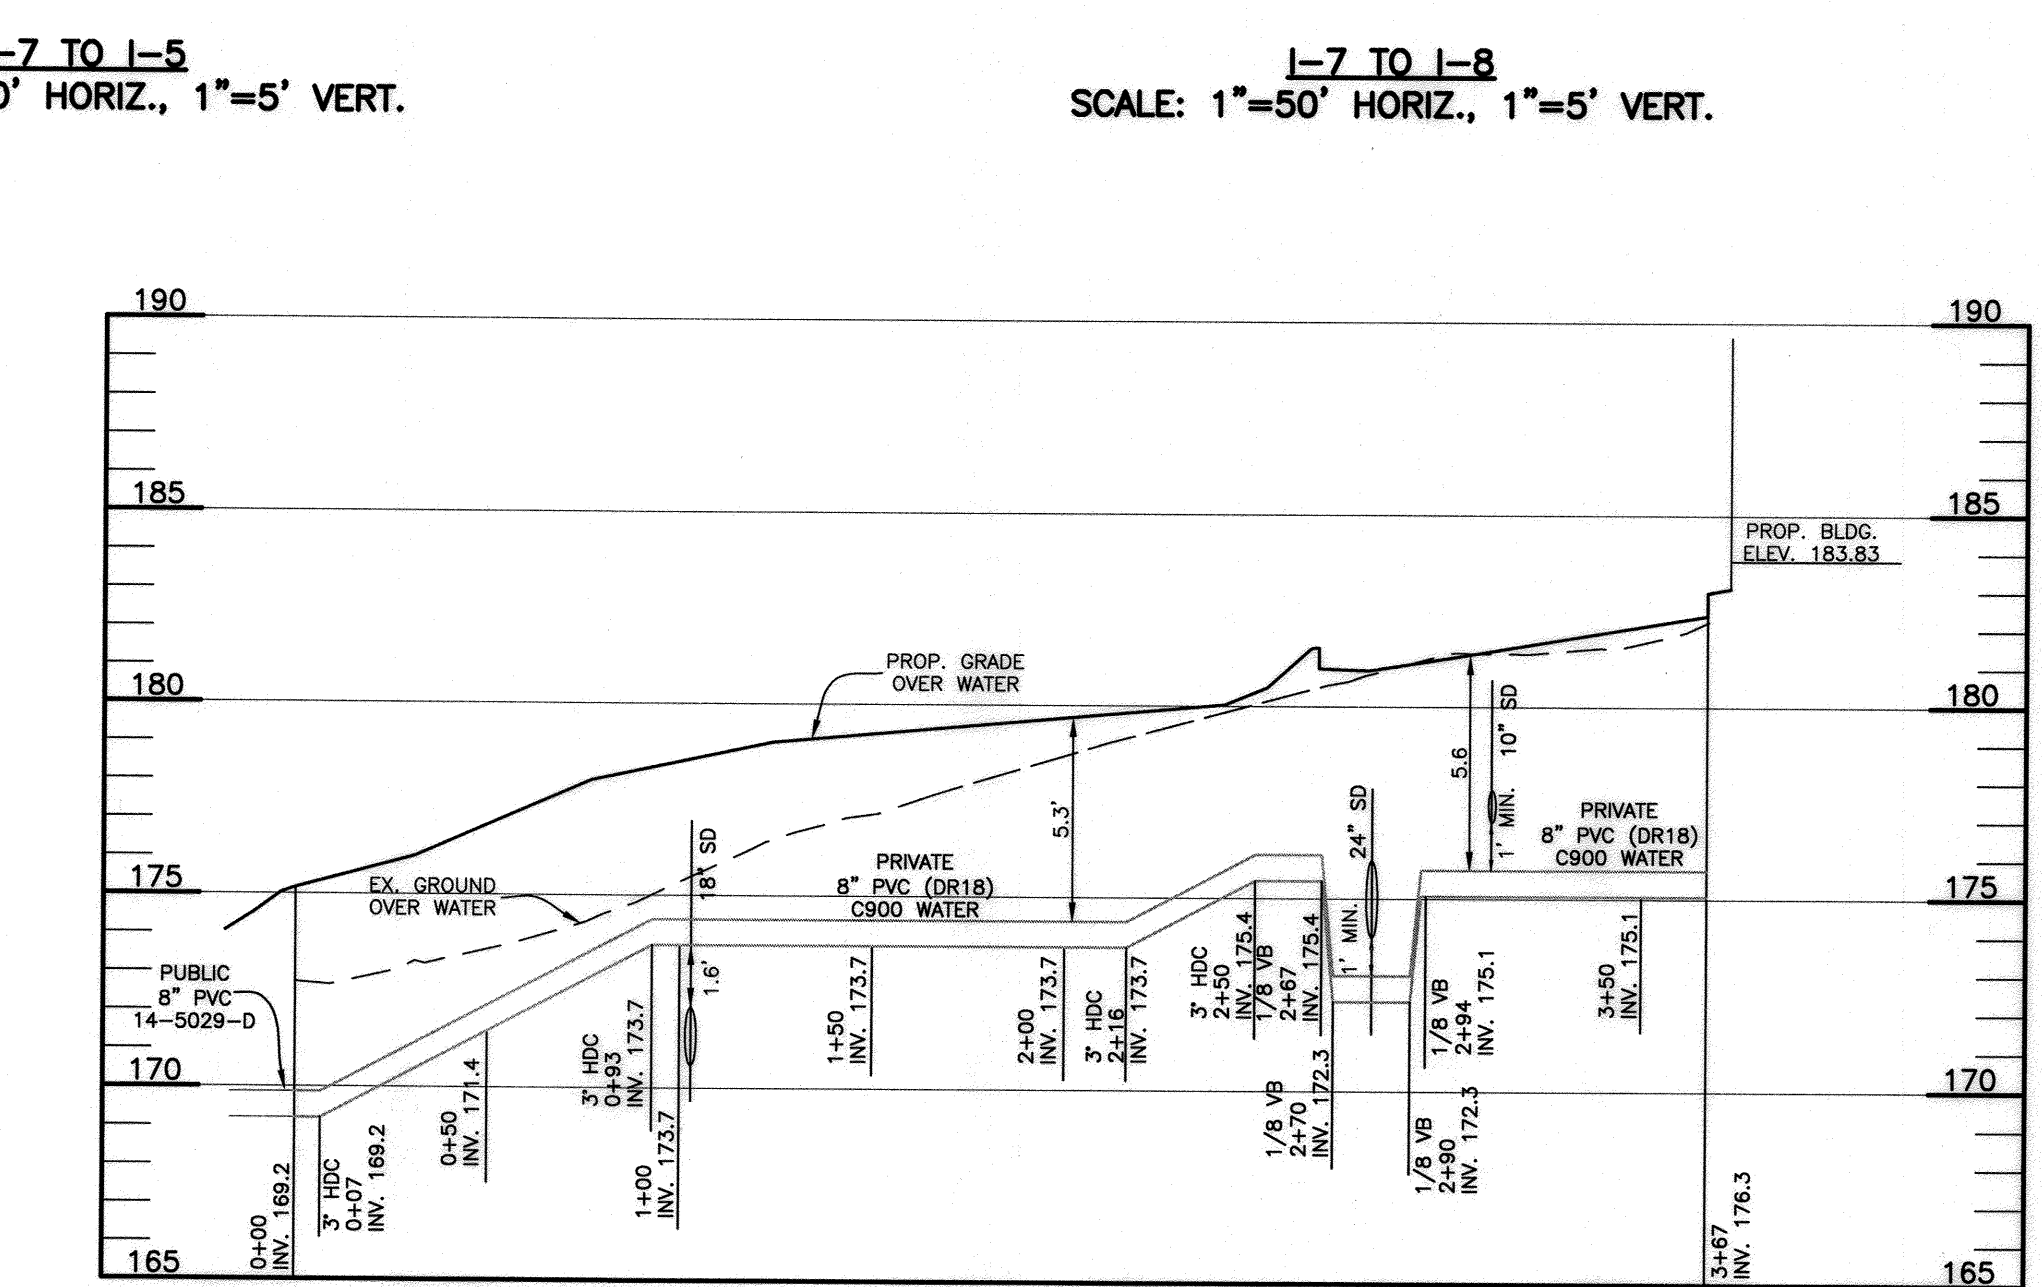 -7 TO I-5
0' HORIZ., 1"=5' VERT.
I-7 TO I-8
SCALE: 1"=50' HORIZ., 1"=5' VERT.
190
190
185
185
PROP. BLDG.
ELEV. 183.83
180
180
PROP. GRADE
OVER WATER
175
175
EX. GROUND
OVER WATER
18" SD
1.6'
PRIVATE
8" PVC (DR18)
C900 WATER
5.3'
24" SD
1' MIN.
5.6
10" SD
1' MIN.
PRIVATE
8" PVC (DR18)
C900 WATER
PUBLIC
8" PVC
14-5029-D
170
170
0+00
INV. 169.2
3° HDC
0+07
INV. 169.2
0+50
INV. 171.4
3° HDC
0+93
INV. 173.7
1+00
INV. 173.7
1+50
INV. 173.7
2+00
INV. 173.7
3° HDC
2+16
INV. 173.7
3° HDC
2+50
INV. 175.4
1/8 VB
2+67
INV. 175.4
1/8 VB
2+70
INV. 172.3
1/8 VB
2+90
INV. 172.3
1/8 VB
2+94
INV. 175.1
3+50
INV. 175.1
3+67
INV. 176.3
165
165